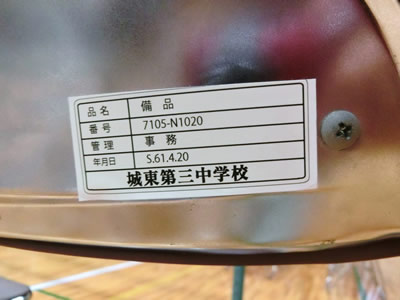 品名 備品
番号 7105-N1020
管理 事務
年月日 S.61.4.20
城東第三中学校